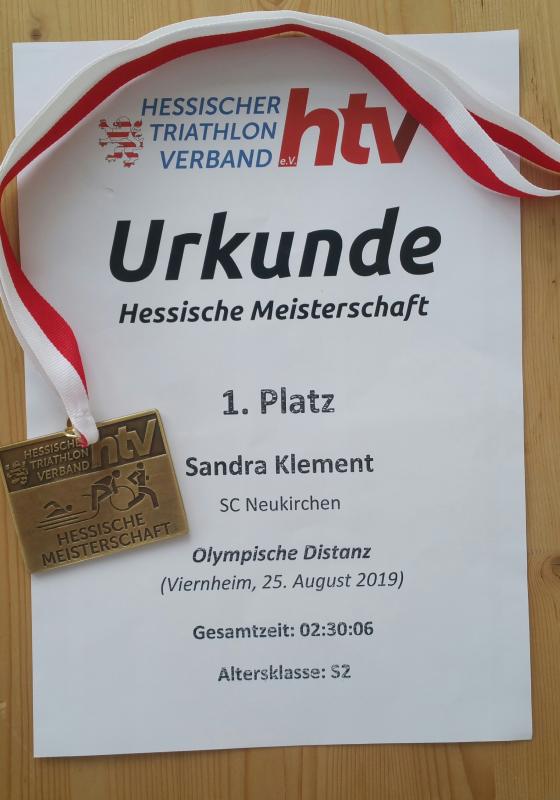 HESSISCHER
TRIATHLON
VERBAND
e.V.
htv
Urkunde
Hessische Meisterschaft
1. Platz
Sandra Klement
SC Neukirchen
Olympische Distanz
(Viernheim, 25. August 2019)
Gesamtzeit: 02:30:06
Altersklasse: S2
HESSISCHE
TRIATHLON
VERBAND
htv
HESSISCHE
MEISTERSCHAFT